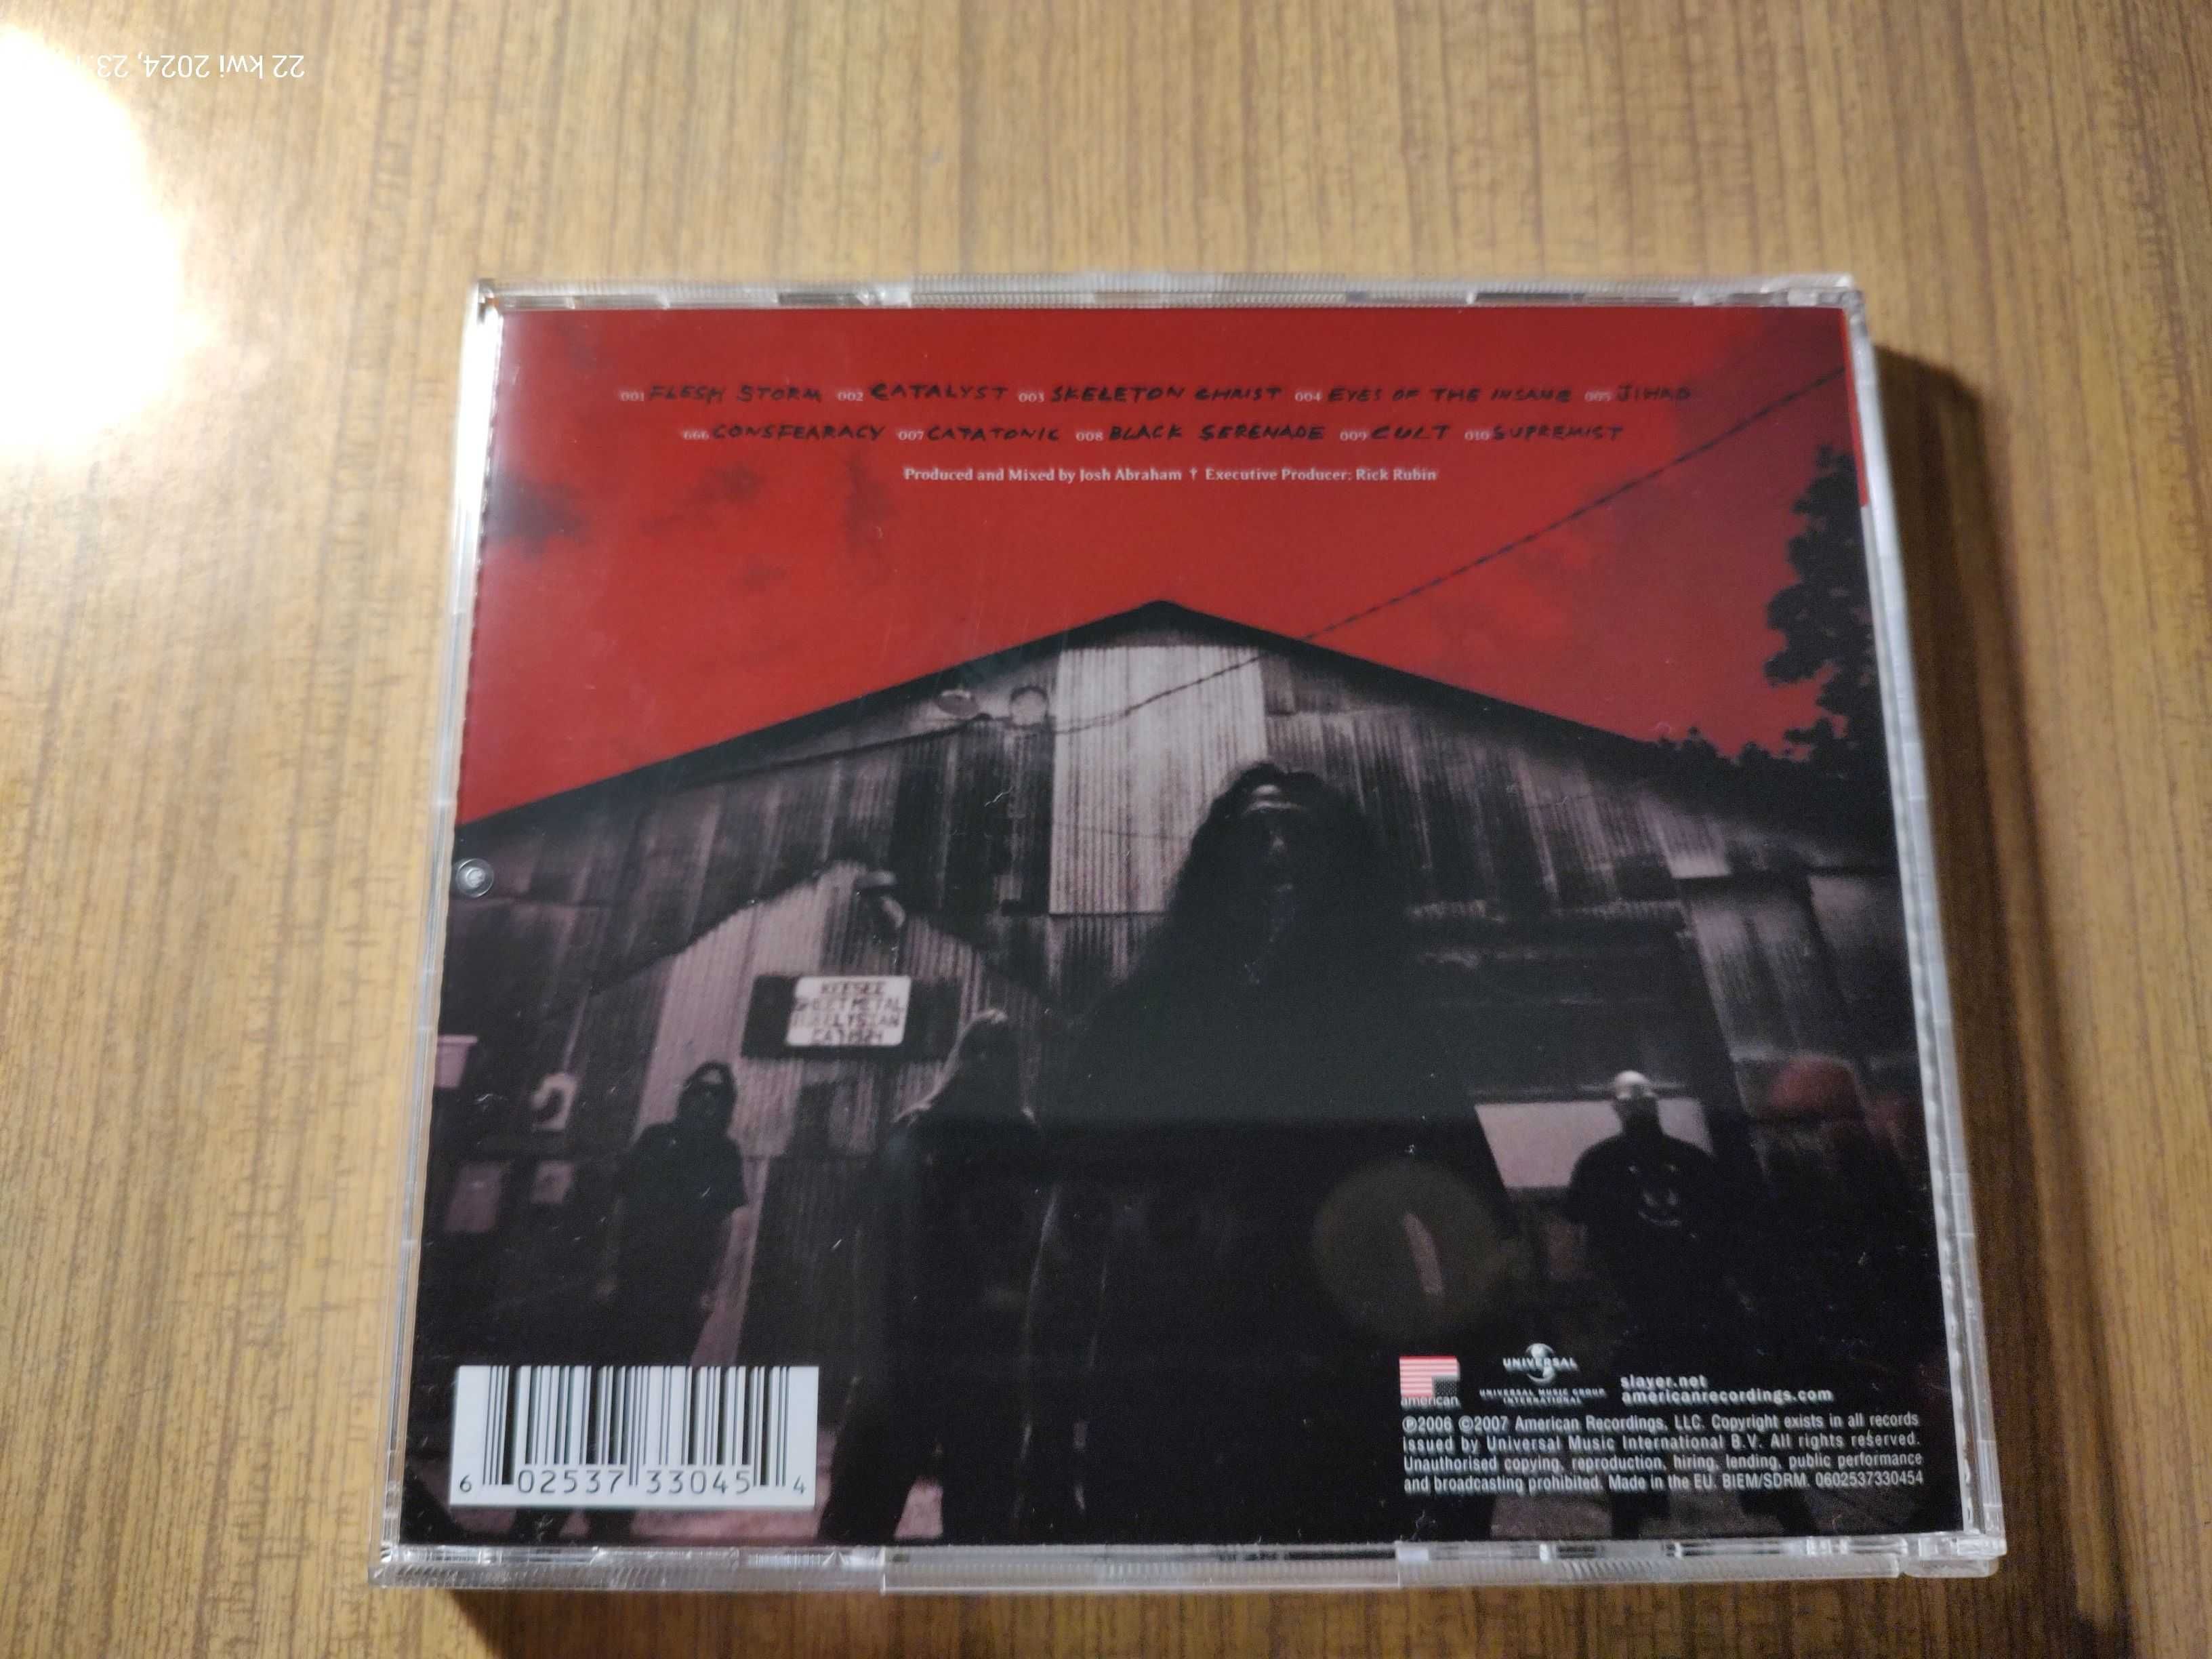 22 kwi 2024, 23
001 FLESH STORM 002 CATALYST 003 SKELETON CHRIST 004 EYES OF THE INSANE 005 JIHAD
666 CONSFEARACY 007 CATATONIC 008 BLACK SERENADE 009 CULT 010 SUPREMIST
Produced and Mixed by Josh Abraham † Executive Producer: Rick Rubin
KEESEE
SHEET METAL
6 02537 33045 4
american
UNIVERSAL
UNIVERSAL MUSIC GROUP
INTERNATIONAL
slayer.net
americanrecordings.com
℗2006 ©2007 American Recordings, LLC. Copyright exists in all records
issued by Universal Music International B.V. All rights reserved.
Unauthorised copying, reproduction, hiring, lending, public performance
and broadcasting prohibited. Made in the EU. BIEM/SDRM. 0602537330454